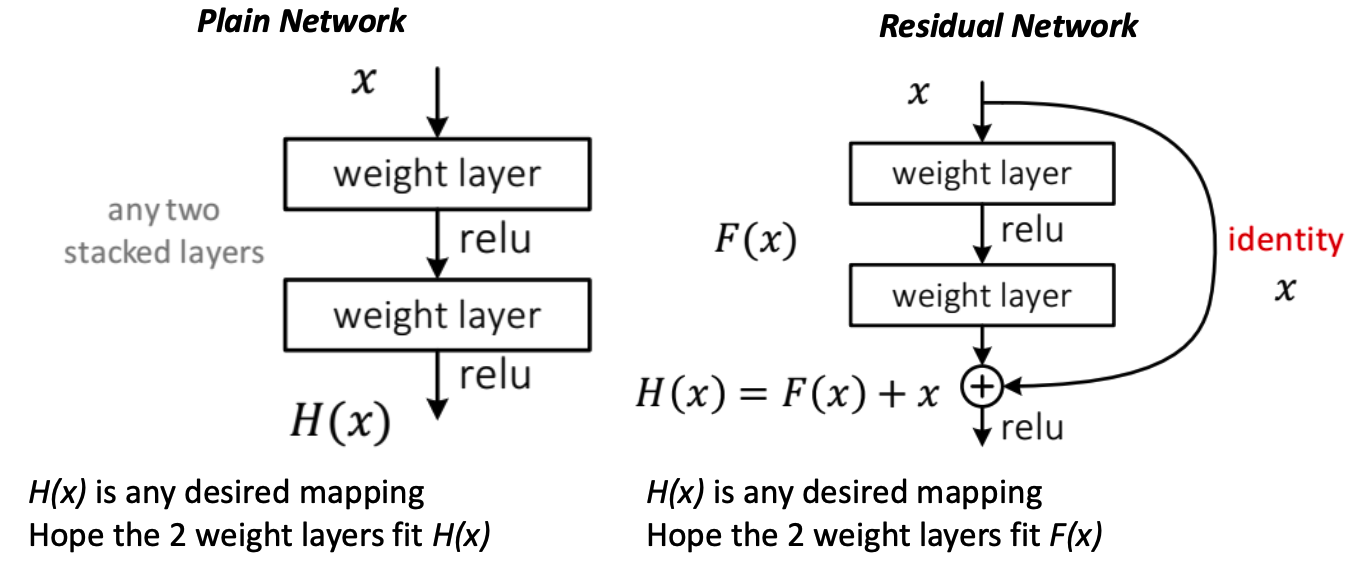 Plain Network
x
weight layer
any two
stacked layers
relu
weight layer
relu
H(x)
H(x) is any desired mapping
Hope the 2 weight layers fit H(x)
Residual Network
x
weight layer
F(x)
relu
identity
x
weight layer
H(x) = F(x) + x
+
relu
H(x) is any desired mapping
Hope the 2 weight layers fit F(x)